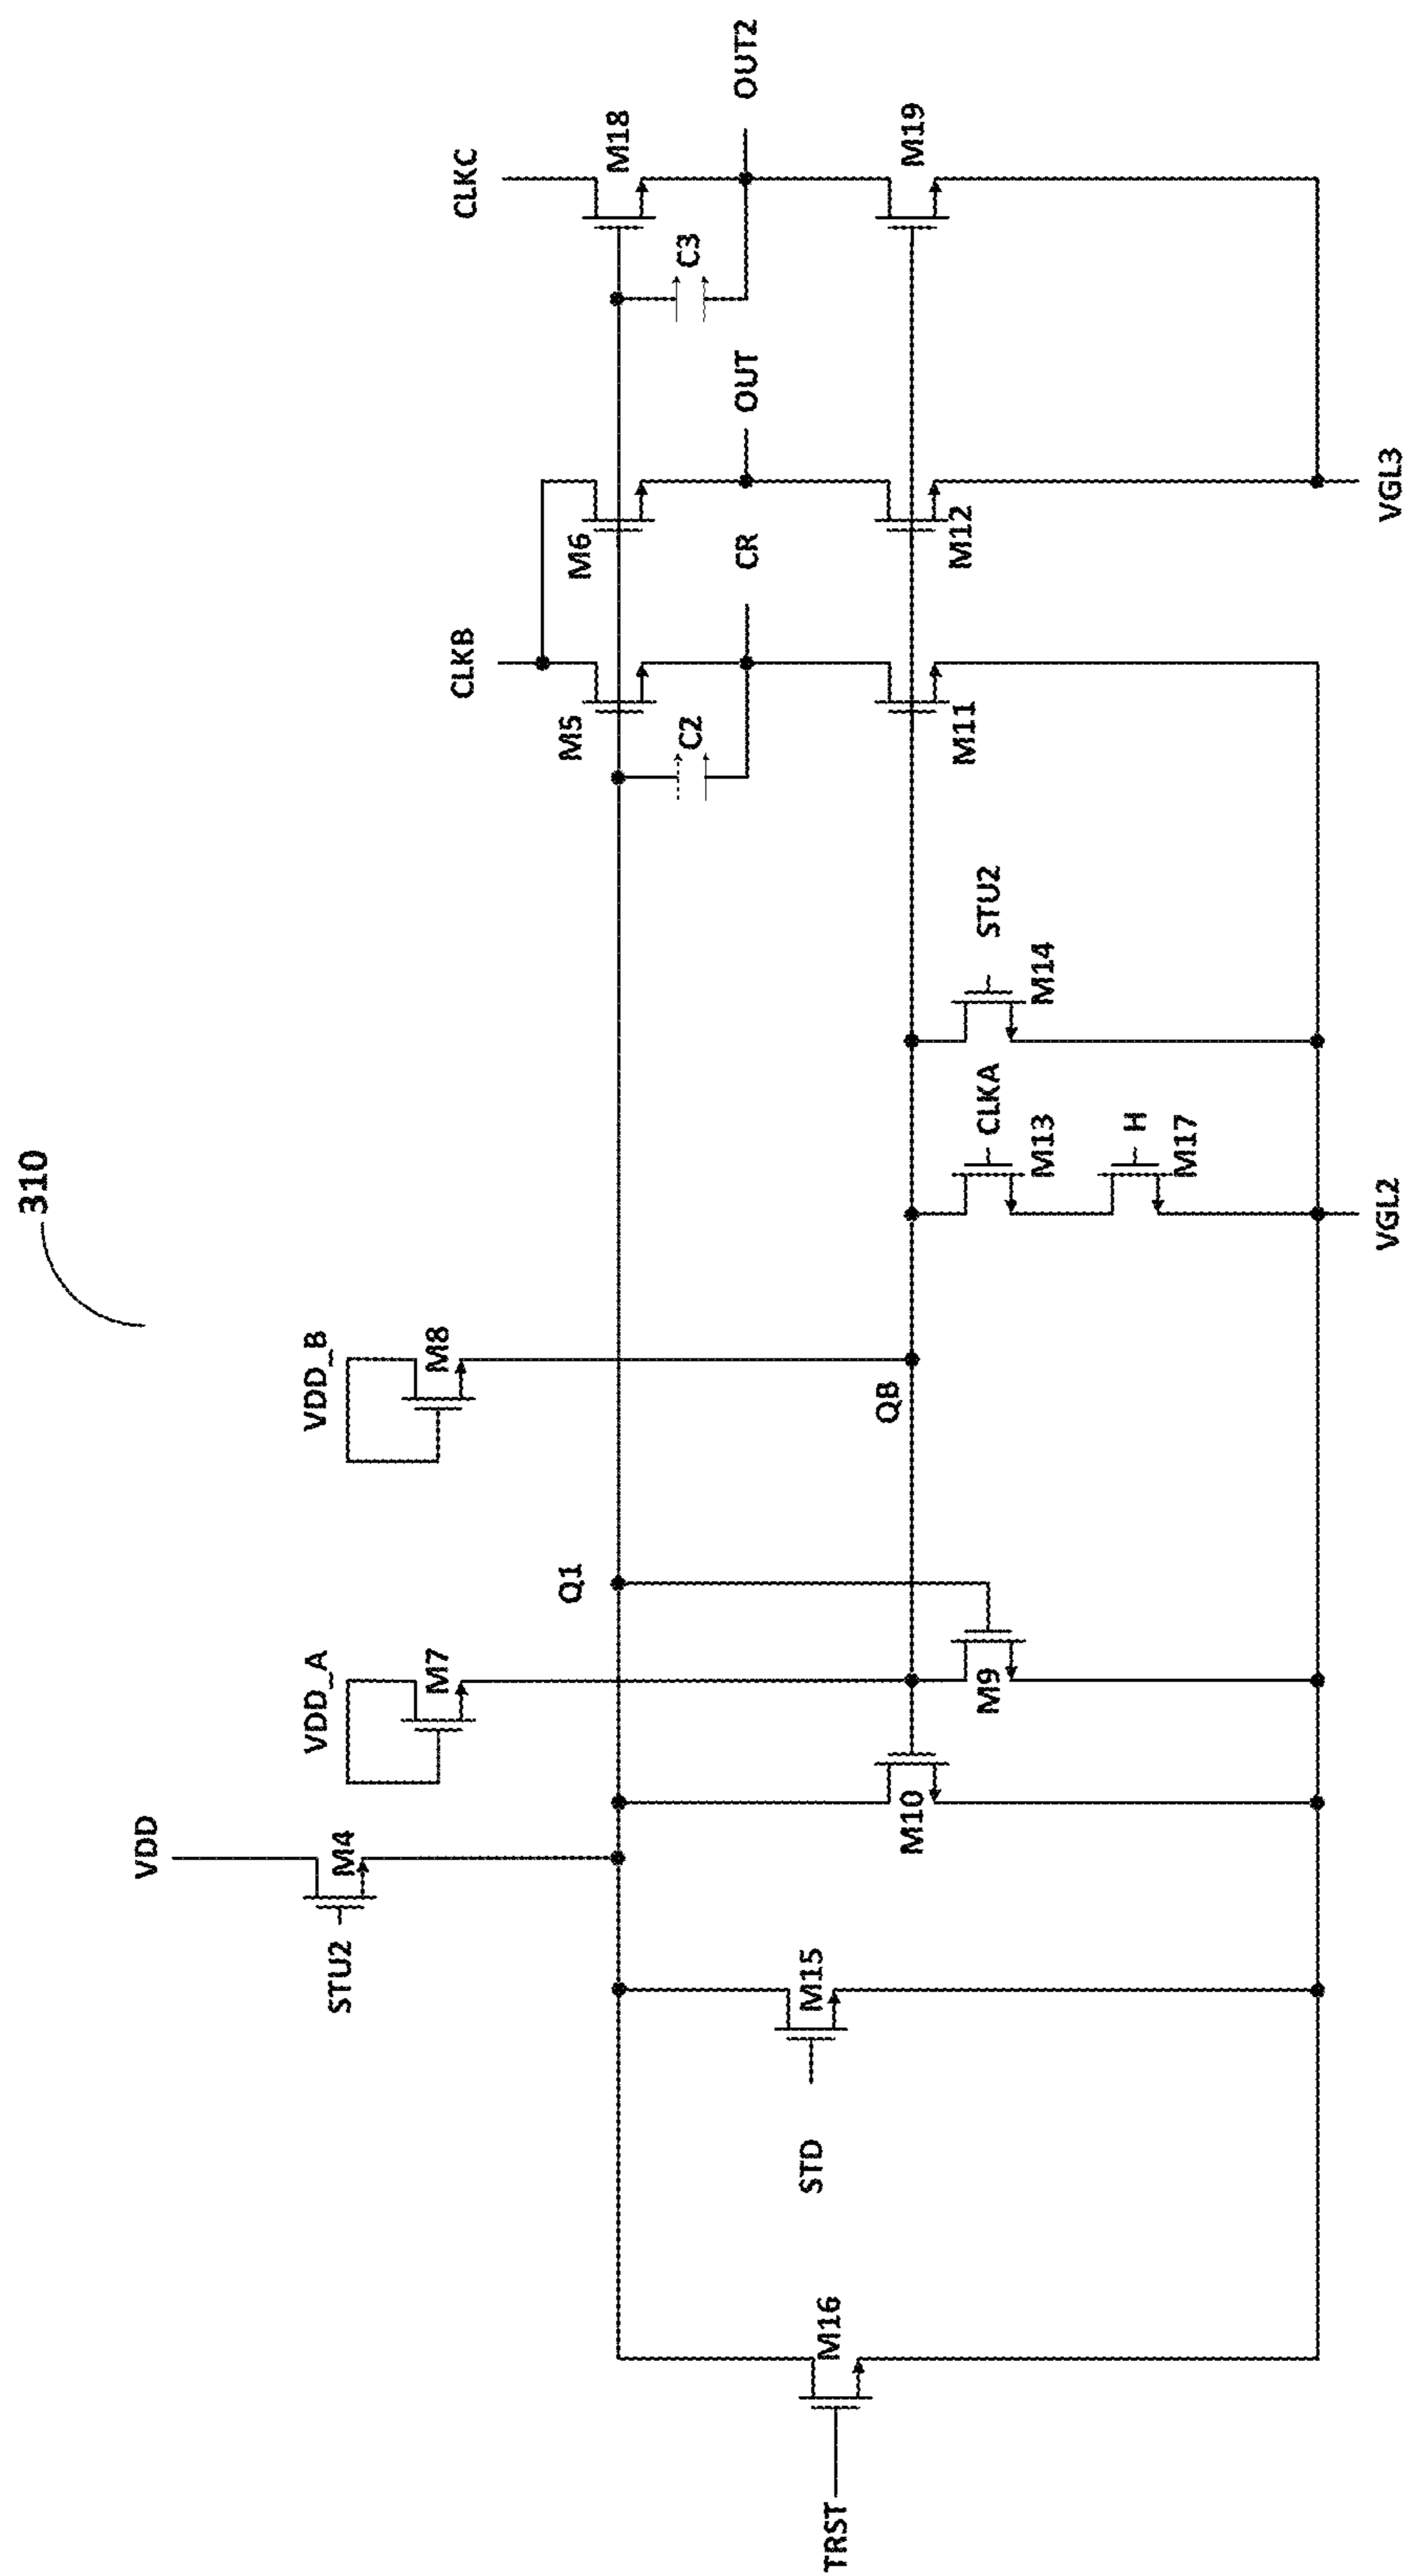 310
VDD
VDD_A
VDD_B
CLKB
CLKC
STU2
M4
M7
M8
Q1
M5
M6
M18
C2
C3
CR
OUT
OUT2
TRST
M16
STD
M15
M10
M9
QB
CLKA
M13
H
M17
STU2
M14
M11
M12
M19
VGL2
VGL3